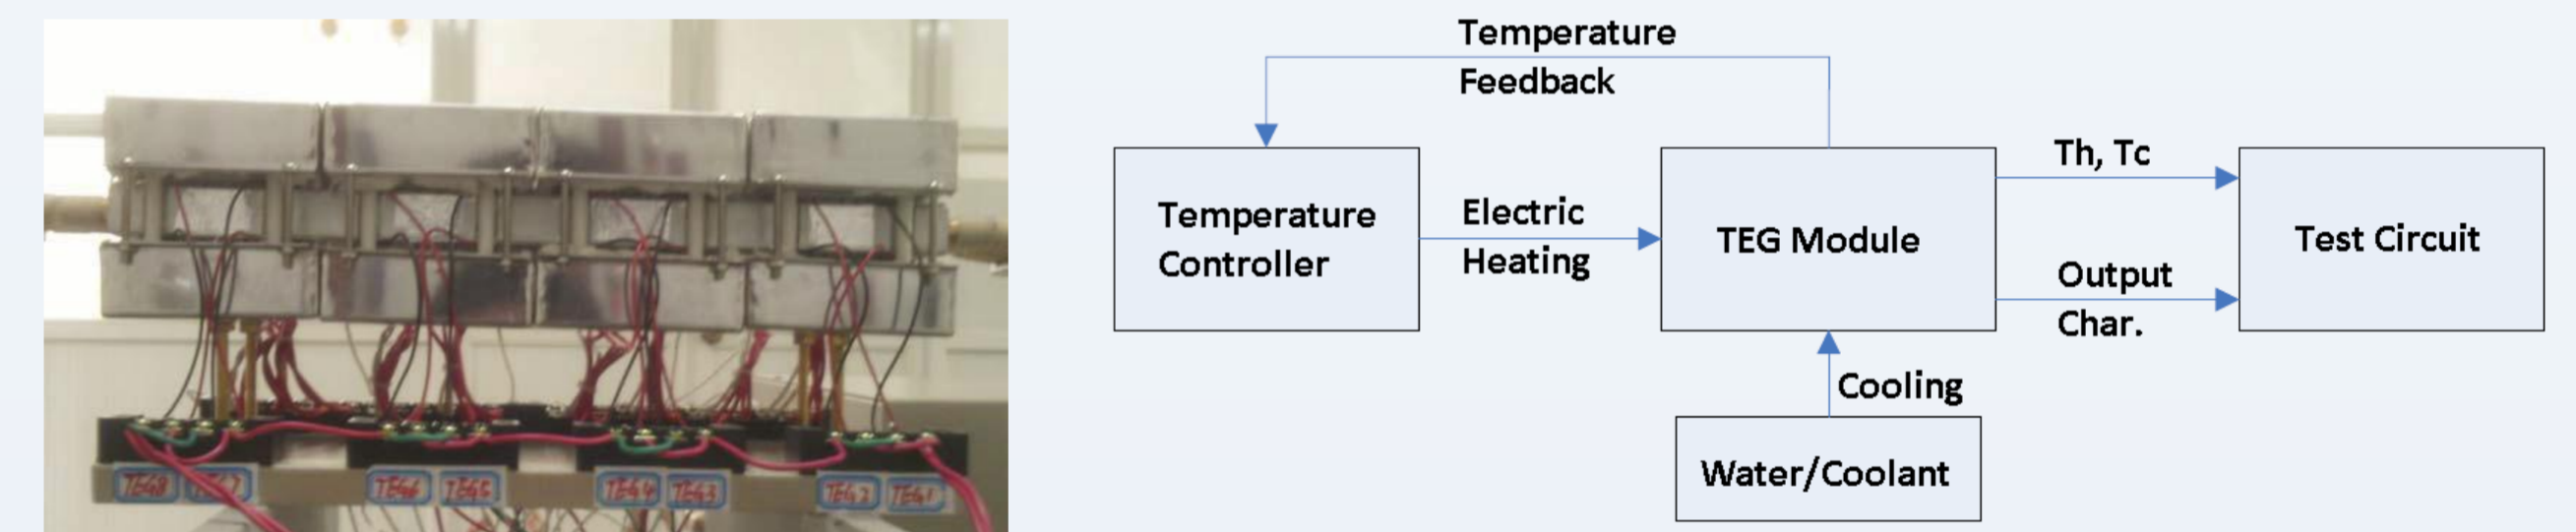 TEG8 TEG7 TEG6 TEG5 TEG4 TEG3 TEG2 TEG1
Temperature
Feedback
Temperature
Controller
Electric
Heating
TEG Module
Th, Tc
Output
Char.
Test Circuit
Cooling
Water/Coolant